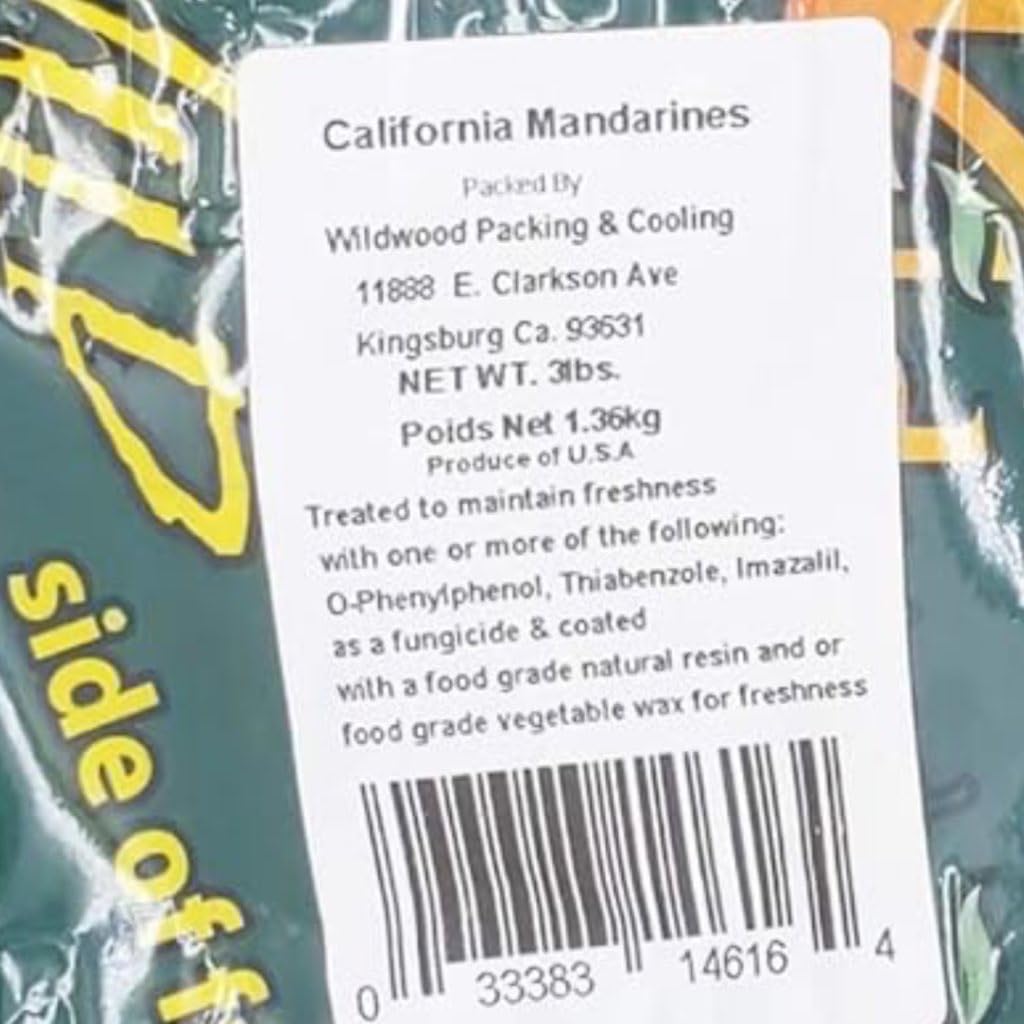 California Mandarines
Packed By
Wildwood Packing & Cooling
11888 E. Clarkson Ave
Kingsburg Ca. 93631
NET WT. 3lbs.
Poids Net 1.36kg
Produce of U.S.A
Treated to maintain freshness
with one or more of the following:
O-Phenylphenol, Thiabenzole, Imazalil,
as a fungicide & coated
with a food grade natural resin and or
food grade vegetable wax for freshness
0 33383 14616 4
side of